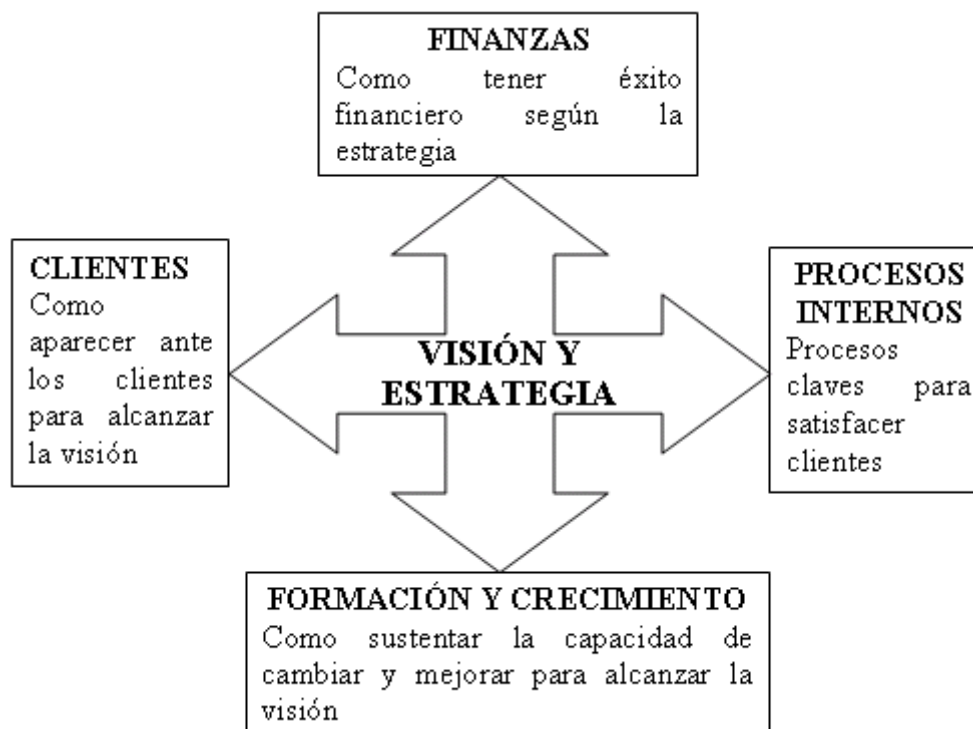 FINANZAS
Como tener éxito
financiero según la
estrategia
CLIENTES
Como
aparecer ante
los clientes
para alcanzar
la visión
VISIÓN Y
ESTRATEGIA
PROCESOS
INTERNOS
Procesos
claves para
satisfacer
clientes
FORMACIÓN Y CRECIMIENTO
Como sustentar la capacidad de
cambiar y mejorar para alcanzar la
visión